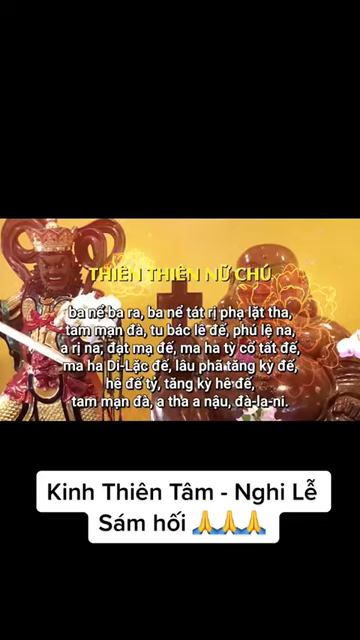 THIÊN THIÊN NỮ CHÚ
ba nể ba ra, ba nể tát rị phạ lặt tha,
tam mạn đà, tu bác lê đế, phú lệ na,
a rị na, đạt mạ đế, ma ha tỳ cố tất đế,
ma ha Di-Lặc đế, lâu phã tăng kỳ đế,
hê đế tỷ, tăng kỳ hê đế,
tam mạn đà, a tha a nậu, đà-la-ni.
Kinh Thiên Tâm - Nghi Lễ
Sám hối 🙏🙏🙏